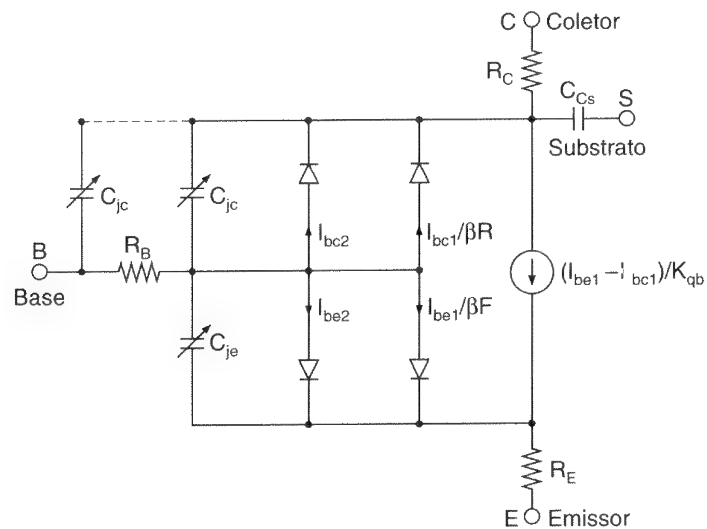 C Coletor
R_C
C_Cs S
Substrato
C_jc
C_jc
B
R_B
Base
I_bc2
I_bc1/βR
(I_be1 – I_bc1)/K_qb
I_be2
I_be1/βF
C_je
R_E
E Emissor